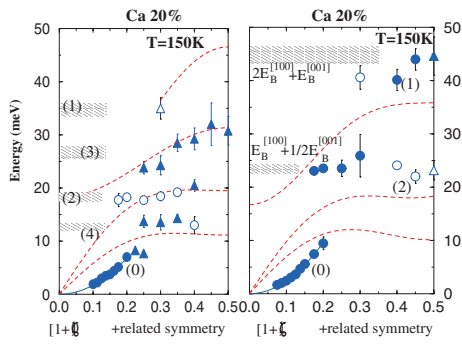 Ca 20%
Ca 20%
T=150K
T=150K
Energy (meV)
50
40
30
20
10
0
(1)
(3)
(2)
(4)
(0)
0.0 0.1 0.2 0.3 0.4 0.5
+related symmetry
50
40
30
20
10
0
2E_B^[100]+E_B^[001]
(1)
E_B^[100]+1/2E_B^[001]
(2)
(0)
0 0.1 0.2 0.3 0.4 0.5
[1+ζ
+related symmetry